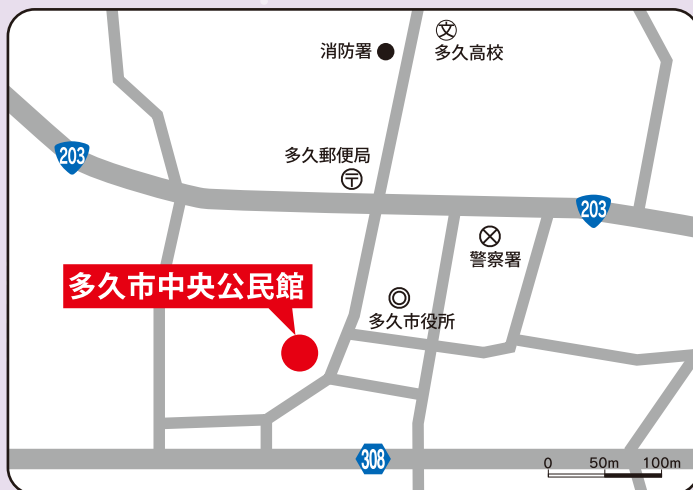 文
消防署
多久高校
203
多久郵便局
〒
203
警察署
多久市中央公民館
多久市役所
308
0 50m 100m